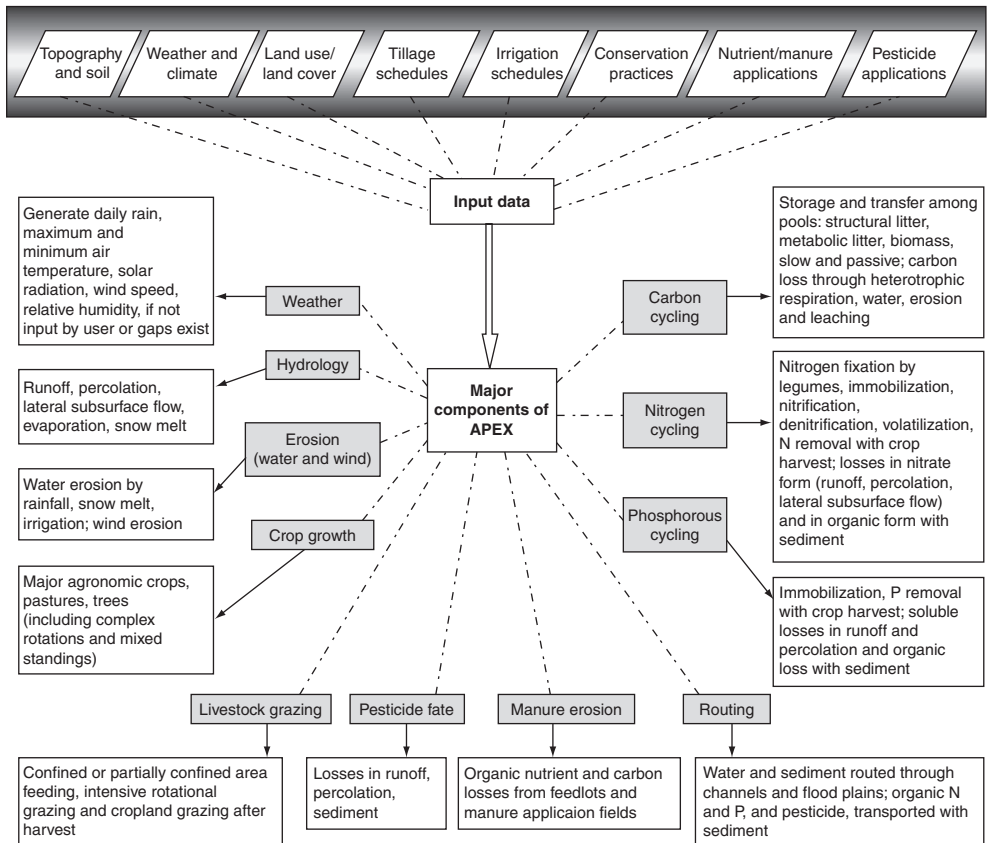 Topography
and soil
Weather and
climate
Land use/
land cover
Tillage
schedules
Irrigation
schedules
Conservation
practices
Nutrient/manure
applications
Pesticide
applications
Input data
Generate daily rain,
maximum and
minimum air
temperature, solar
radiation, wind speed,
relative humidity, if not
input by user or gaps exist
Weather
Carbon
cycling
Storage and transfer among
pools: structural litter,
metabolic litter, biomass,
slow and passive; carbon
loss through heterotrophic
respiration, water, erosion
and leaching
Runoff, percolation,
lateral subsurface flow,
evaporation, snow melt
Hydrology
Major
components of
APEX
Nitrogen
cycling
Nitrogen fixation by
legumes, immobilization,
nitrification,
denitrification, volatilization,
N removal with crop
harvest; losses in nitrate
form (runoff, percolation,
lateral subsurface flow)
and in organic form with
sediment
Water erosion by
rainfall, snow melt,
irrigation; wind erosion
Erosion
(water and wind)
Phosphorous
cycling
Immobilization, P removal
with crop harvest; soluble
losses in runoff and
percolation and organic
loss with sediment
Major agronomic crops,
pastures, trees
(including complex
rotations and mixed
standings)
Crop growth
Livestock grazing
Pesticide fate
Manure erosion
Routing
Confined or partially confined area
feeding, intensive rotational
grazing and cropland grazing after
harvest
Losses in runoff,
percolation,
sediment
Organic nutrient and carbon
losses from feedlots and
manure applicaion fields
Water and sediment routed through
channels and flood plains; organic N
and P, and pesticide, transported with
sediment